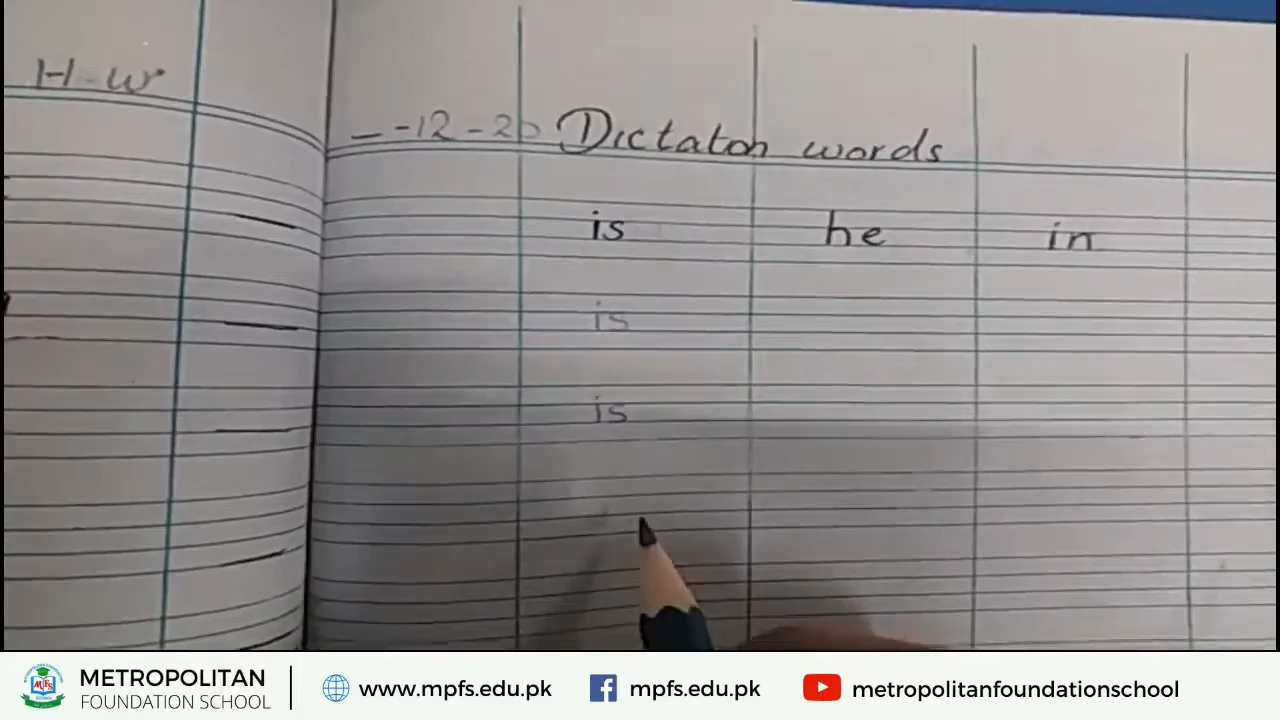 H-W
_-12-20 Dictaton words
is he in
is
is
METROPOLITAN
FOUNDATION SCHOOL
www.mpfs.edu.pk
mpfs.edu.pk
metropolitanfoundationschool